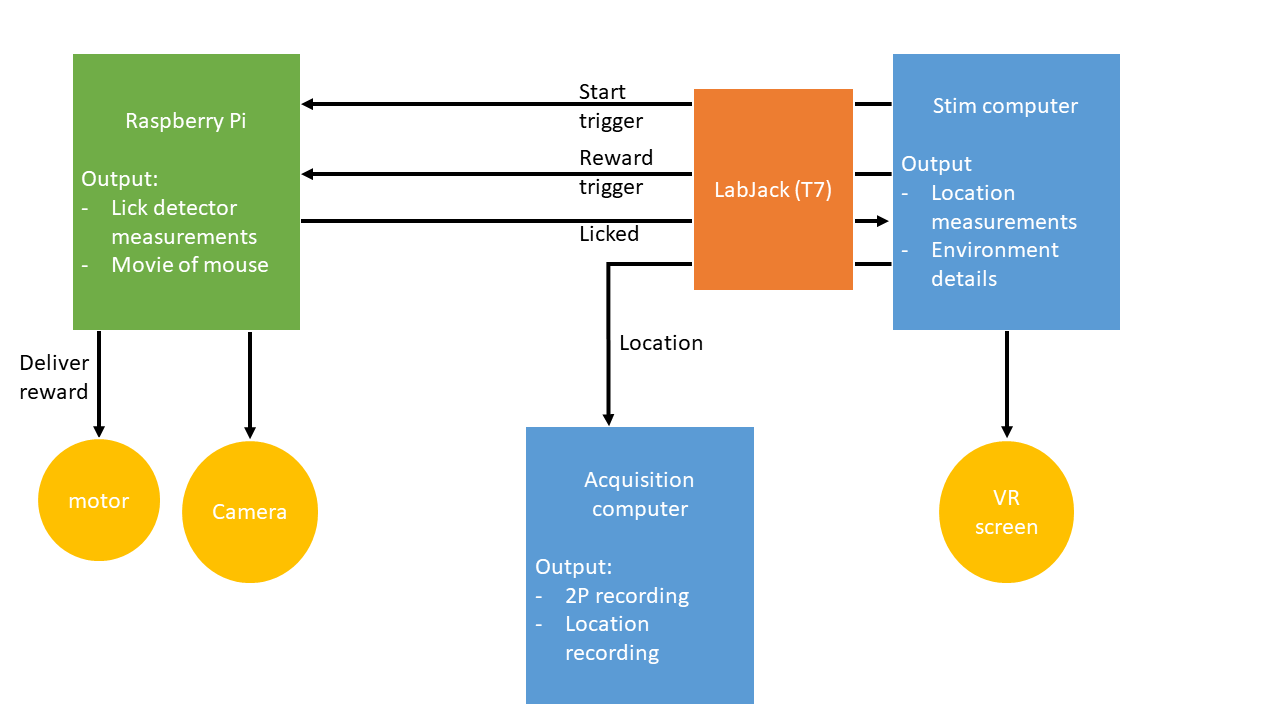 Raspberry Pi
Output:
- Lick detector
measurements
- Movie of mouse
Start
trigger
Reward
trigger
Licked
LabJack (T7)
Stim computer
Output
- Location
measurements
- Environment
details
Deliver
reward
Location
motor
Camera
Acquisition
computer
Output:
- 2P recording
- Location
recording
VR
screen